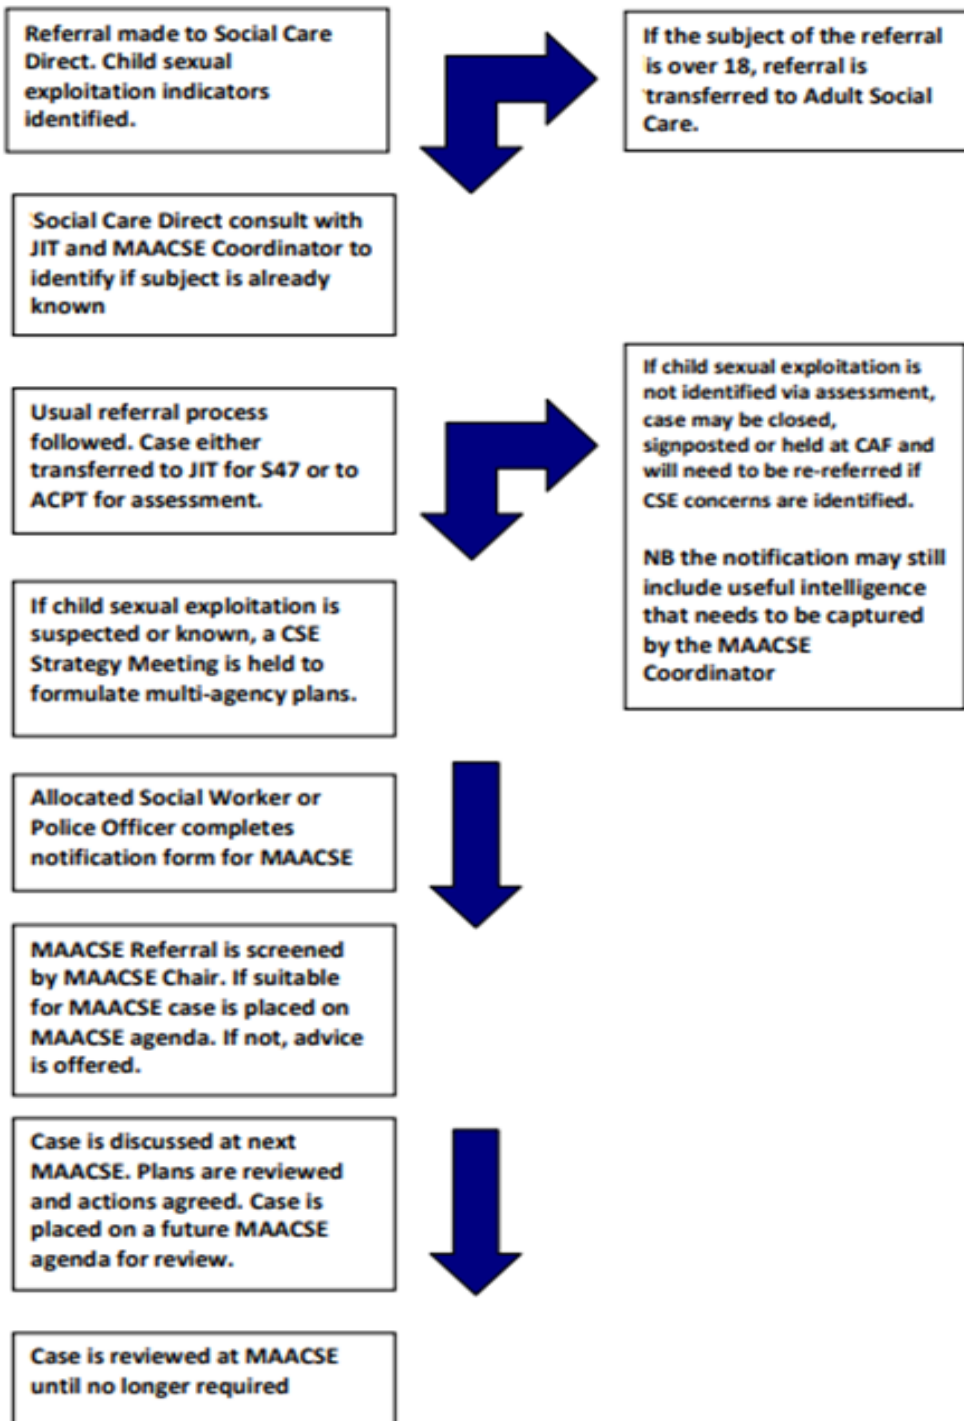 Referral made to Social Care
Direct. Child sexual
exploitation indicators
identified.
If the subject of the referral
is over 18, referral is
transferred to Adult Social
Care.
Social Care Direct consult with
JIT and MAACSE Coordinator to
identify if subject is already
known
Usual referral process
followed. Case either
transferred to JIT for S47 or to
ACPT for assessment.
If child sexual exploitation is
not identified via assessment,
case may be closed,
signposted or held at CAF and
will need to be re-referred if
CSE concerns are identified.
NB the notification may still
include useful intelligence
that needs to be captured
by the MAACSE
Coordinator
If child sexual exploitation is
suspected or known, a CSE
Strategy Meeting is held to
formulate multi-agency plans.
Allocated Social Worker or
Police Officer completes
notification form for MAACSE
MAACSE Referral is screened
by MAACSE Chair. If suitable
for MAACSE case is placed on
MAACSE agenda. If not, advice
is offered.
Case is discussed at next
MAACSE. Plans are reviewed
and actions agreed. Case is
placed on a future MAACSE
agenda for review.
Case is reviewed at MAACSE
until no longer required